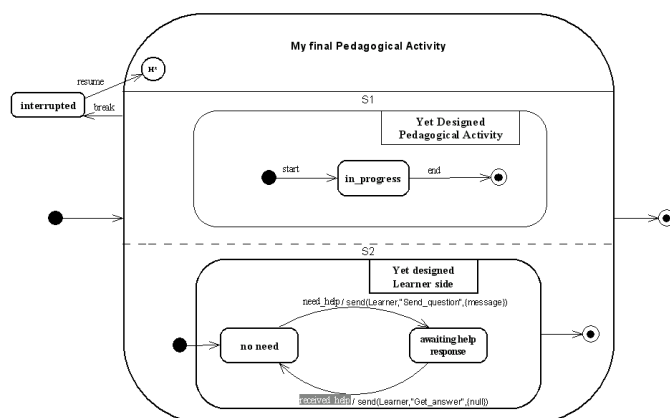 My final Pedagogical Activity
H*
resume
interrupted
break
S1
Yet Designed
Pedagogical Activity
start
in_progress
end
S2
Yet designed
Learner side
need_help / send(Learner,"Send_question",(message))
no need
awaiting help
response
received_help / send(Learner,"Get_answer",(null))